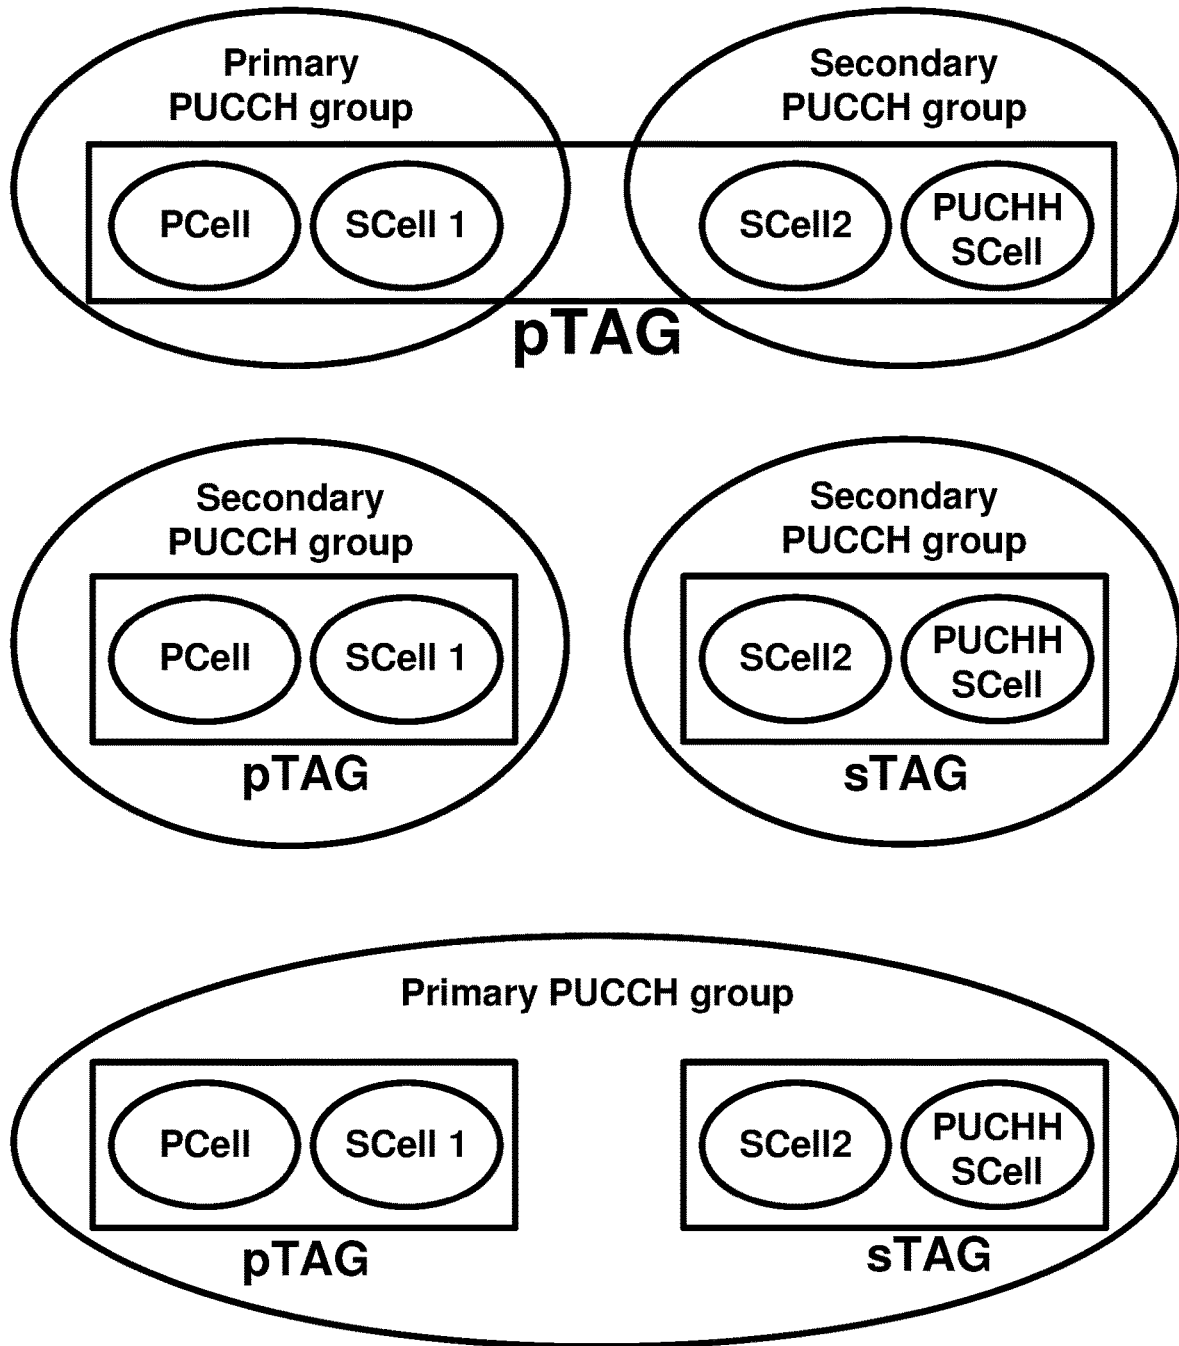 Primary
PUCCH group
Secondary
PUCCH group
PCell
SCell 1
SCell2
PUCHH
SCell
pTAG
Secondary
PUCCH group
Secondary
PUCCH group
PCell
SCell 1
SCell2
PUCHH
SCell
pTAG
sTAG
Primary PUCCH group
PCell
SCell 1
SCell2
PUCHH
SCell
pTAG
sTAG